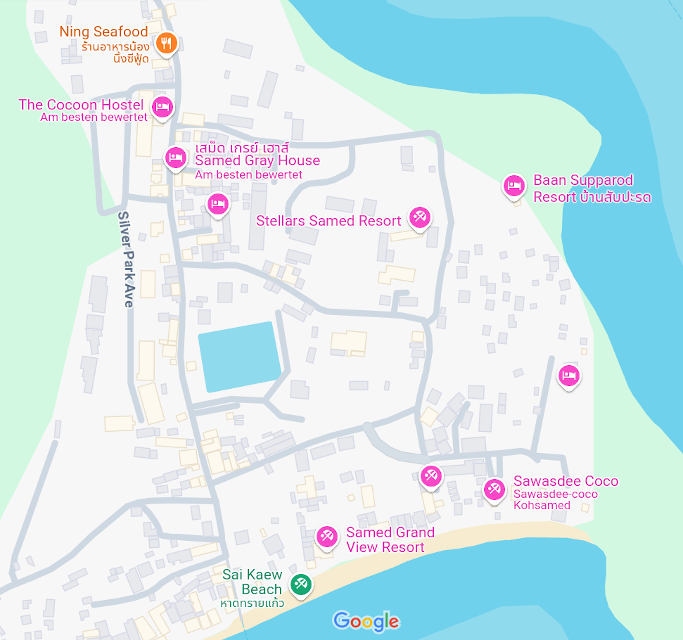 Ning Seafood
ร้านอาหารน้อง
นึ่งซีฟู้ด
The Cocoon Hostel
Am besten bewertet
เสม็ด เกรย์ เฮาส์
Samed Gray House
Am besten bewertet
Baan Supparod
Resort บ้านสับปะรด
Stellars Samed Resort
Silver Park Ave
Sawasdee Coco
Sawasdee-coco
Kohsamed
Samed Grand
View Resort
Sai Kaew
Beach
หาดทรายแก้ว
Google